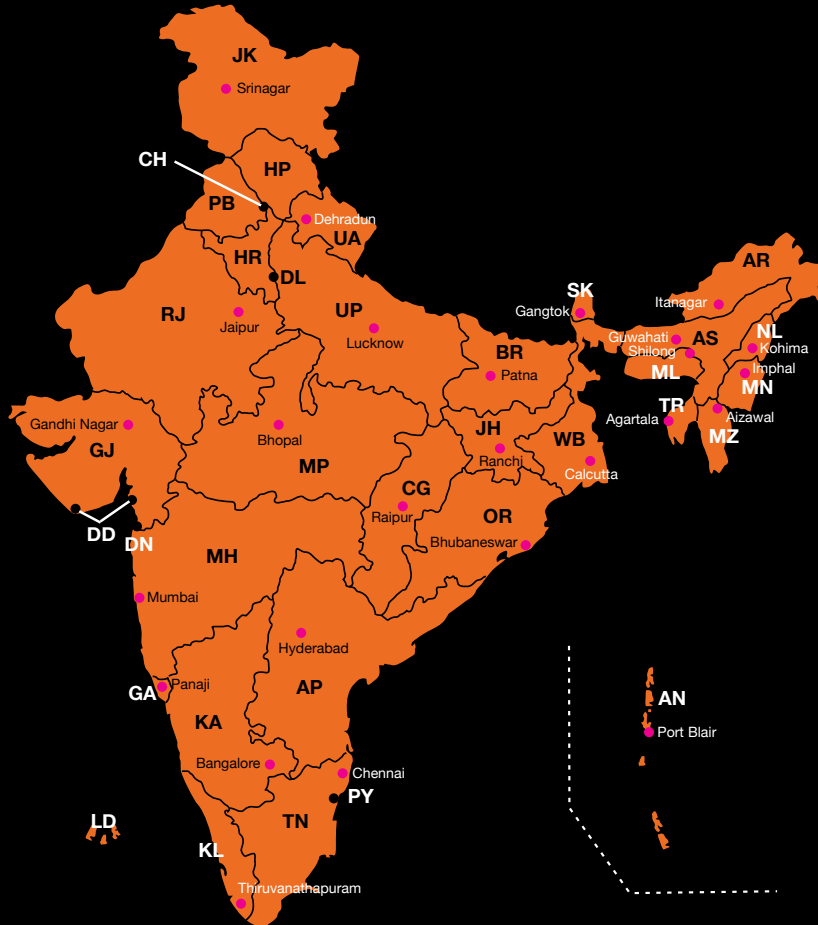 JK
Srinagar
CH
HP
PB
Dehradun
UA
HR
DL
AR
SK
RJ
UP
Itanagar
Gangtok
Jaipur
Lucknow
NL
Guwahati
AS
Kohima
BR
Shilong
Imphal
Patna
ML
MN
TR
Gandhi Nagar
Bhopal
JH
Agartala
Aizawal
WB
MZ
GJ
MP
Ranchi
Calcutta
CG
Raipur
OR
DD
DN
Bhubaneswar
MH
Mumbai
Hyderabad
Panaji
GA
AP
AN
KA
Port Blair
Bangalore
Chennai
PY
LD
TN
KL
Thiruvanathapuram